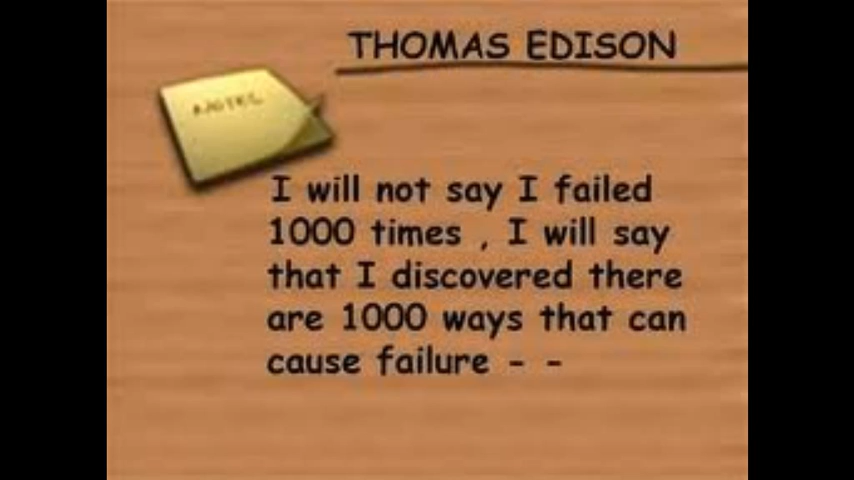 THOMAS EDISON
I will not say I failed
1000 times , I will say
that I discovered there
are 1000 ways that can
cause failure - -